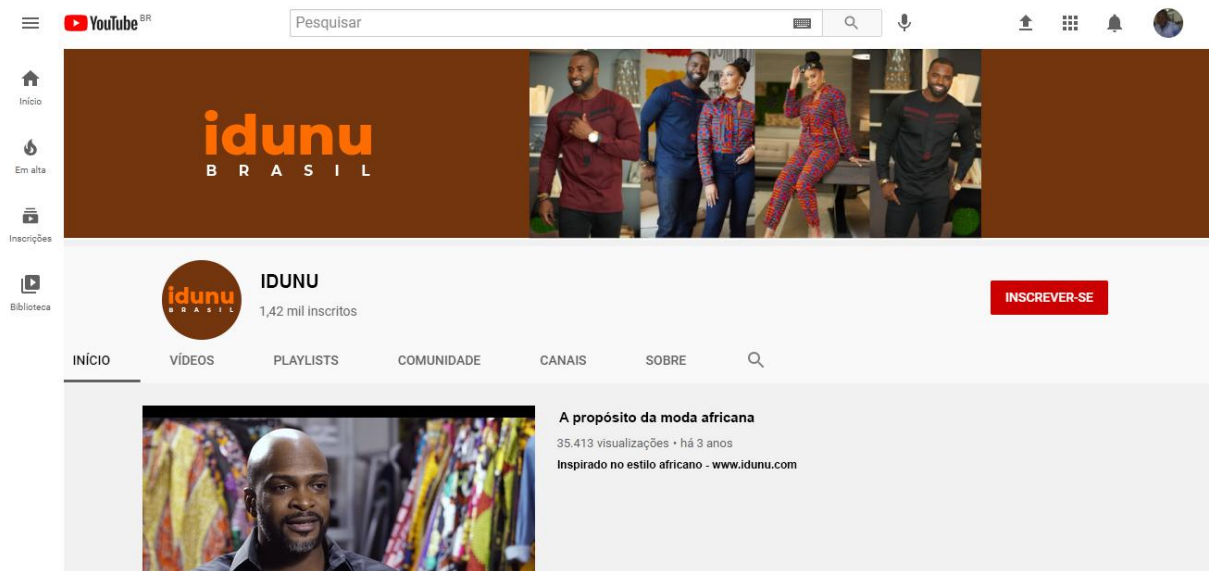 YouTube BR
Pesquisar
Início
Em alta
Inscrições
Biblioteca
idunu
BRASIL
idunu
BRASIL
IDUNU
1,42 mil inscritos
INSCREVER-SE
INÍCIO
VÍDEOS
PLAYLISTS
COMUNIDADE
CANAIS
SOBRE
A propósito da moda africana
35.413 visualizações • há 3 anos
Inspirado no estilo africano - www.idunu.com